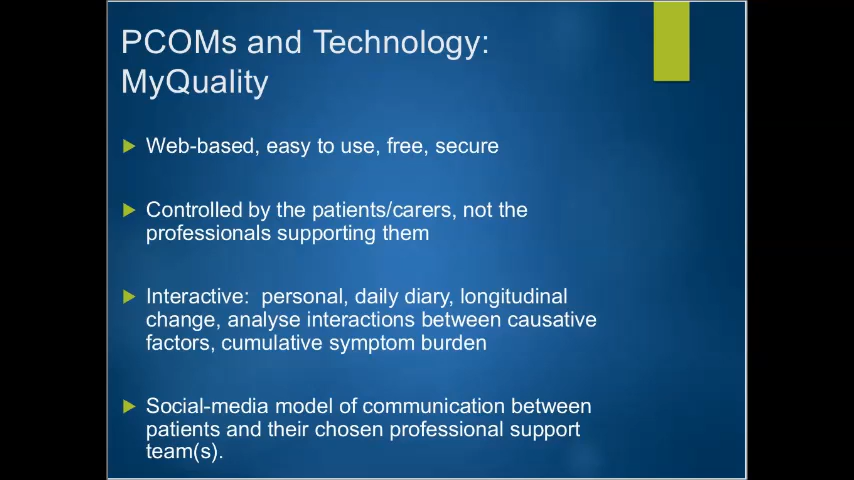 PCOMs and Technology:
MyQuality
Web-based, easy to use, free, secure
Controlled by the patients/carers, not the
professionals supporting them
Interactive:  personal, daily diary, longitudinal
change, analyse interactions between causative
factors, cumulative symptom burden
Social-media model of communication between
patients and their chosen professional support
team(s).